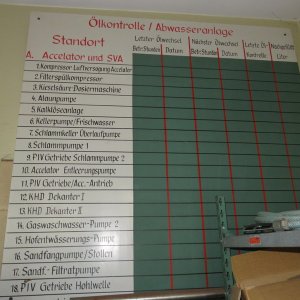 Ölkontrolle / Abwasseranlage
Standort
Letzter Ölwechsel
Nächster Ölwechsel
Letzte Öl-
Kontrolle
Nachgefüllt
Liter
Betr.Stunden
Datum
Betr.Stunden
Datum
A. Accelator und SVA
1. Kompressor Luftversogung Accelator
2. Filterspülkompressor
3. Kieselsäure Dosiermaschine
4. Alaunpumpe
5. Kalklöseanlage
6. Kellerpumpe/Frischwasser
7. Schlammkeller Überlaufpumpe
8. Schlammpumpe 1
9. PIV Getriebe Schlammpumpe 2
10. Accelator Entleerungspumpe
11. PIV Getriebe/Acc.-Antrieb
12. KHD Dekanter I
13. KHD Dekanter II
14. Gaswaschwasser-Pumpe 2
15. Hofentwässerungs-Pumpe
16. Sandfangpumpe/Stollen
17. Sandf.-Filtratpumpe
18. PIV Getriebe Hohlwelle